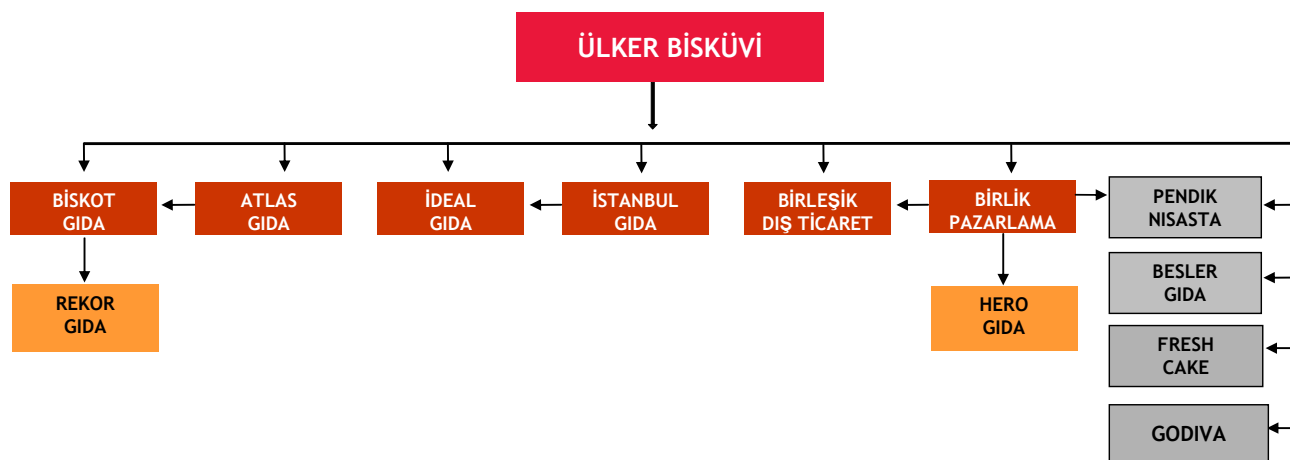 ÜLKER BİSKÜVİ
BİSKOT
GIDA
ATLAS
GIDA
İDEAL
GIDA
İSTANBUL
GIDA
BİRLEŞİK
DIŞ TİCARET
BİRLİK
PAZARLAMA
PENDIK
NISASTA
REKOR
GIDA
HERO
GIDA
BESLER
GIDA
FRESH
CAKE
GODIVA